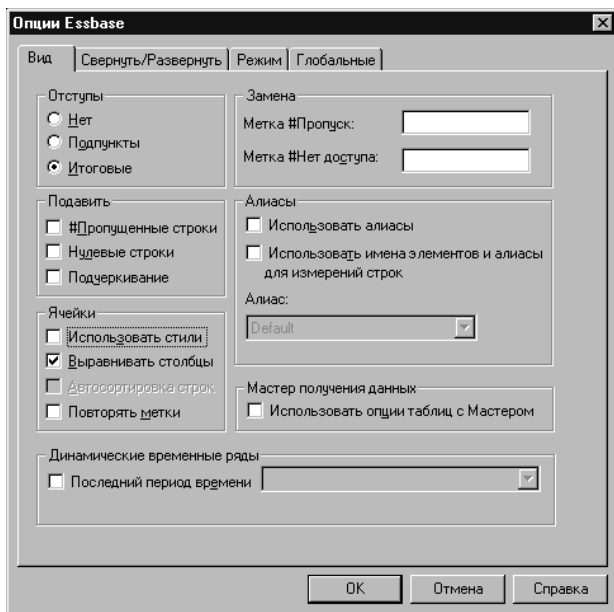 Опции Essbase
Вид
Свернуть/Развернуть
Режим
Глобальные
Отступы
Нет
Подпункты
Итоговые
Замена
Метка #Пропуск:
Метка #Нет доступа:
Подавить
#Пропущенные строки
Нулевые строки
Подчеркивание
Алиасы
Использовать алиасы
Использовать имена элементов и алиасы
для измерений строк
Алиас:
Default
Ячейки
Использовать стили
Выравнивать столбцы
Автосортировка строк
Повторять метки
Мастер получения данных
Использовать опции таблиц с Мастером
Динамические временные ряды
Последний период времени
OK
Отмена
Справка